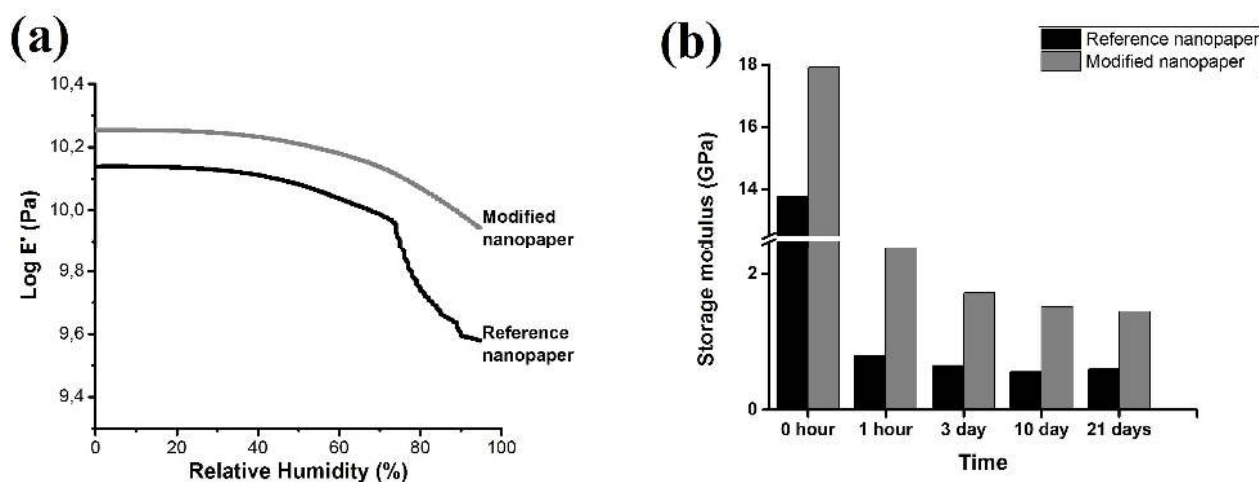 (a)
10,4
10,2
10,0
9,8
9,6
9,4
Log E' (Pa)
0 20 40 60 80 100
Relative Humidity (%)
Modified
nanopaper
Reference
nanopaper
(b)
Reference nanopaper
Modified nanopaper
18
14
2
0
Storage modulus (GPa)
0 hour 1 hour 3 day 10 day 21 days
Time